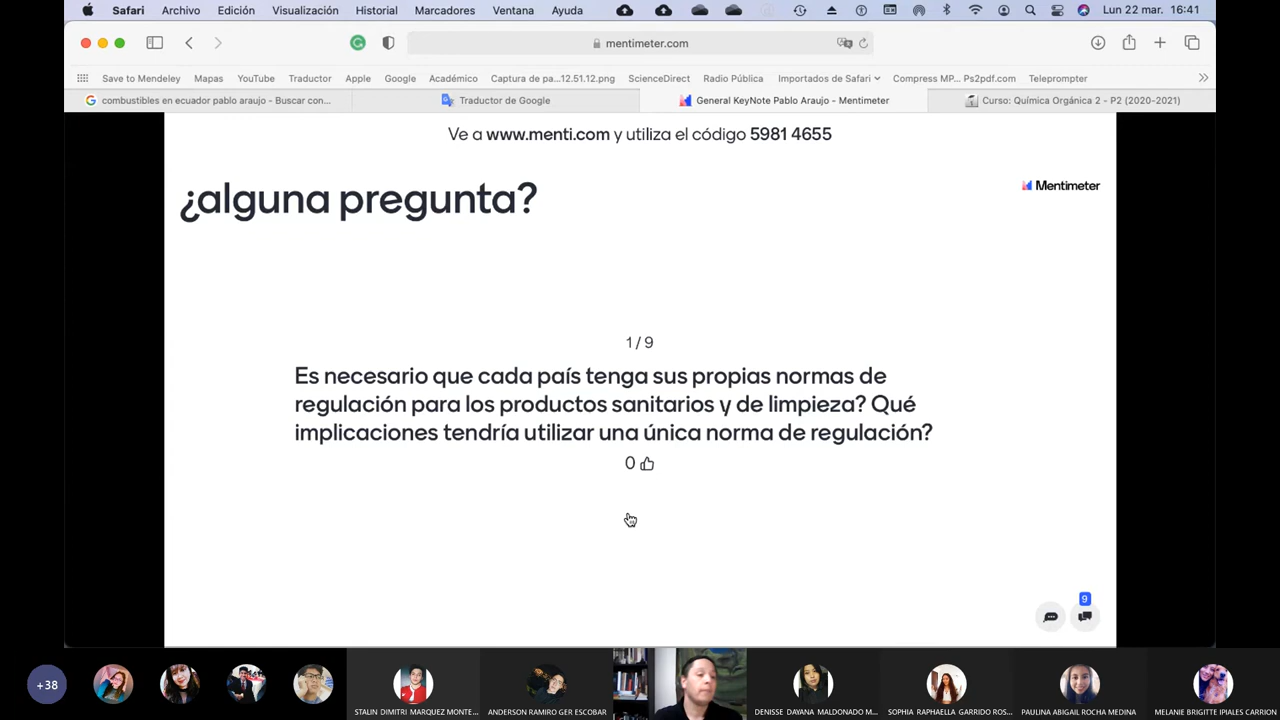 Safari Archivo Edición Visualización Historial Marcadores Ventana Ayuda Lun 22 mar. 16:41
mentimeter.com
Save to Mendeley Mapas YouTube Traductor Apple Google Académico Captura de pa...12.51.12.png ScienceDirect Radio Pública Importados de Safari Compress MP... Ps2pdf.com Teleprompter
combustibles en ecuador pablo araujo - Buscar con... Traductor de Google General KeyNote Pablo Araujo - Mentimeter Curso: Química Orgánica 2 - P2 (2020-2021)
Ve a www.menti.com y utiliza el código 5981 4655
¿alguna pregunta?
Mentimeter
1 / 9
Es necesario que cada país tenga sus propias normas de
regulación para los productos sanitarios y de limpieza? Qué
implicaciones tendría utilizar una única norma de regulación?
0
9
+38
STALIN DIMITRI MARQUEZ MONTE... ANDERSON RAMIRO GER ESCOBAR DENISSE DAYANA MALDONADO M... SOPHIA RAPHAELLA GARRIDO ROS... PAULINA ABIGAIL ROCHA MEDINA MELANIE BRIGITTE IPIALES CARRION